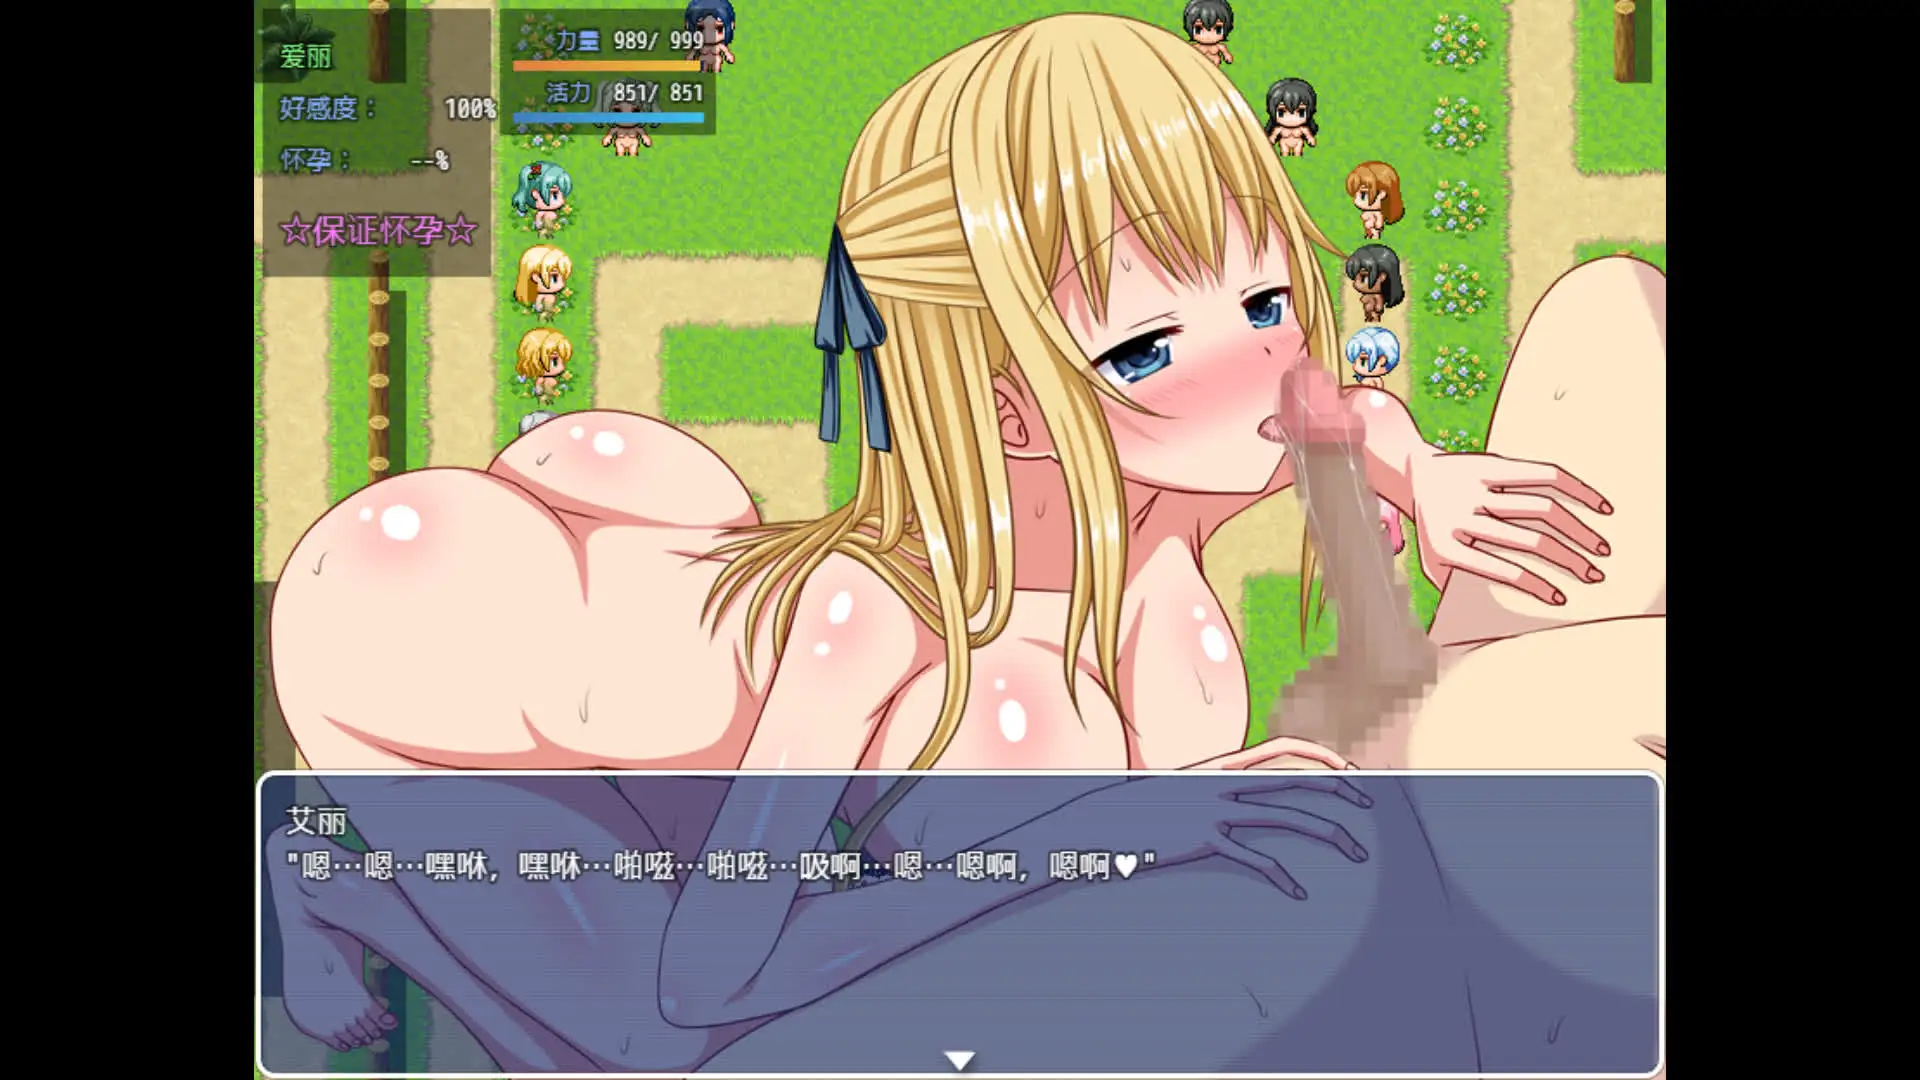 爱丽
好感度： 100%
怀孕： --%
☆保证怀孕☆
力量 989/ 999
活力 851/ 851
艾丽
"嗯…嗯…嘿咻，嘿咻…啪嗞…啪嗞…吸啊…嗯…嗯啊，嗯啊♥"